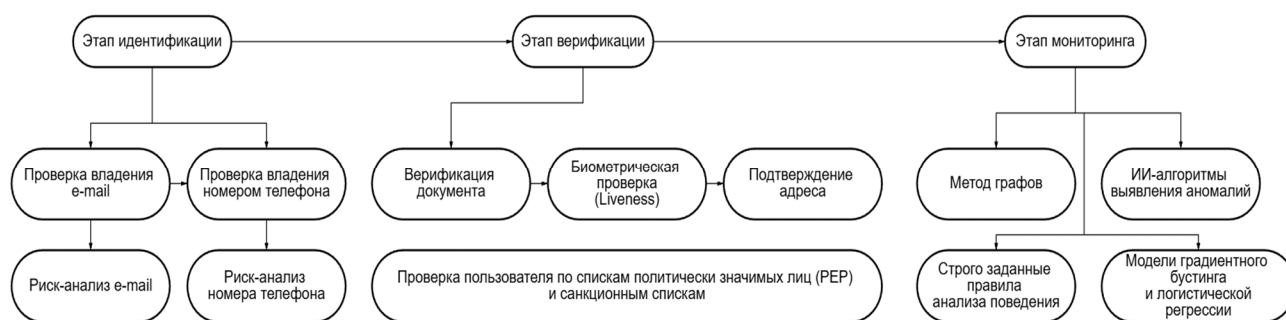 Этап идентификации
Этап верификации
Этап мониторинга
Проверка владения
e-mail
Проверка владения
номером телефона
Верификация
документа
Биометрическая
проверка
(Liveness)
Подтверждение
адреса
Метод графов
ИИ-алгоритмы
выявления аномалий
Риск-анализ e-mail
Риск-анализ
номера телефона
Проверка пользователя по спискам политически значимых лиц (PEP)
и санкционным спискам
Строго заданные
правила
анализа поведения
Модели градиентного
бустинга
и логистической
регрессии